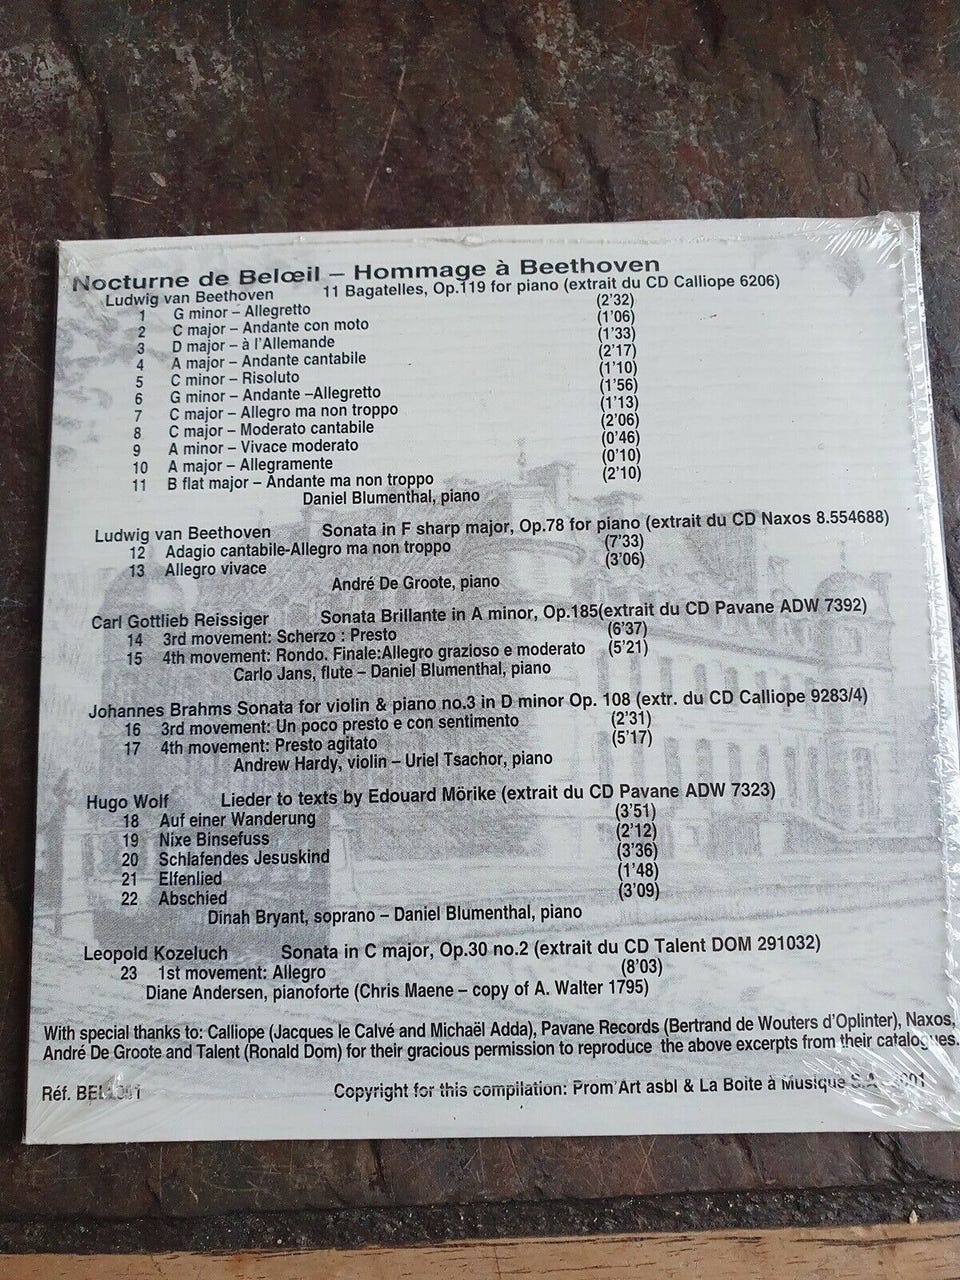 Nocturne de Belœil – Hommage à Beethoven
Ludwig van Beethoven 11 Bagatelles, Op.119 for piano (extrait du CD Calliope 6206)
1 G minor – Allegretto (2'32)
2 C major – Andante con moto (1'06)
3 D major – à l'Allemande (1'33)
4 A major – Andante cantabile (2'17)
5 C minor – Risoluto (1'10)
6 G minor – Andante –Allegretto (1'56)
7 C major – Allegro ma non troppo (1'13)
8 C major – Moderato cantabile (2'06)
9 A minor – Vivace moderato (0'46)
10 A major – Allegramente (0'10)
11 B flat major – Andante ma non troppo (2'10)
Daniel Blumenthal, piano
Ludwig van Beethoven Sonata in F sharp major, Op.78 for piano (extrait du CD Naxos 8.554688)
12 Adagio cantabile-Allegro ma non troppo (7'33)
13 Allegro vivace (3'06)
André De Groote, piano
Carl Gottlieb Reissiger Sonata Brillante in A minor, Op.185(extrait du CD Pavane ADW 7392)
14 3rd movement: Scherzo : Presto (6'37)
15 4th movement: Rondo. Finale:Allegro grazioso e moderato (5'21)
Carlo Jans, flute – Daniel Blumenthal, piano
Johannes Brahms Sonata for violin & piano no.3 in D minor Op. 108 (extr. du CD Calliope 9283/4)
16 3rd movement: Un poco presto e con sentimento (2'31)
17 4th movement: Presto agitato (5'17)
Andrew Hardy, violin – Uriel Tsachor, piano
Hugo Wolf Lieder to texts by Edouard Mörike (extrait du CD Pavane ADW 7323)
18 Auf einer Wanderung (3'51)
19 Nixe Binsefuss (2'12)
20 Schlafendes Jesuskind (3'36)
21 Elfenlied (1'48)
22 Abschied (3'09)
Dinah Bryant, soprano – Daniel Blumenthal, piano
Leopold Kozeluch Sonata in C major, Op.30 no.2 (extrait du CD Talent DOM 291032)
23 1st movement: Allegro (8'03)
Diane Andersen, pianoforte (Chris Maene – copy of A. Walter 1795)
With special thanks to: Calliope (Jacques le Calvé and Michaël Adda), Pavane Records (Bertrand de Wouters d'Oplinter), Naxos,
André De Groote and Talent (Ronald Dom) for their gracious permission to reproduce the above excerpts from their catalogues.
Réf.
Copyright for this compilation: Prom'Art asbl & La Boite à Musique S.A.